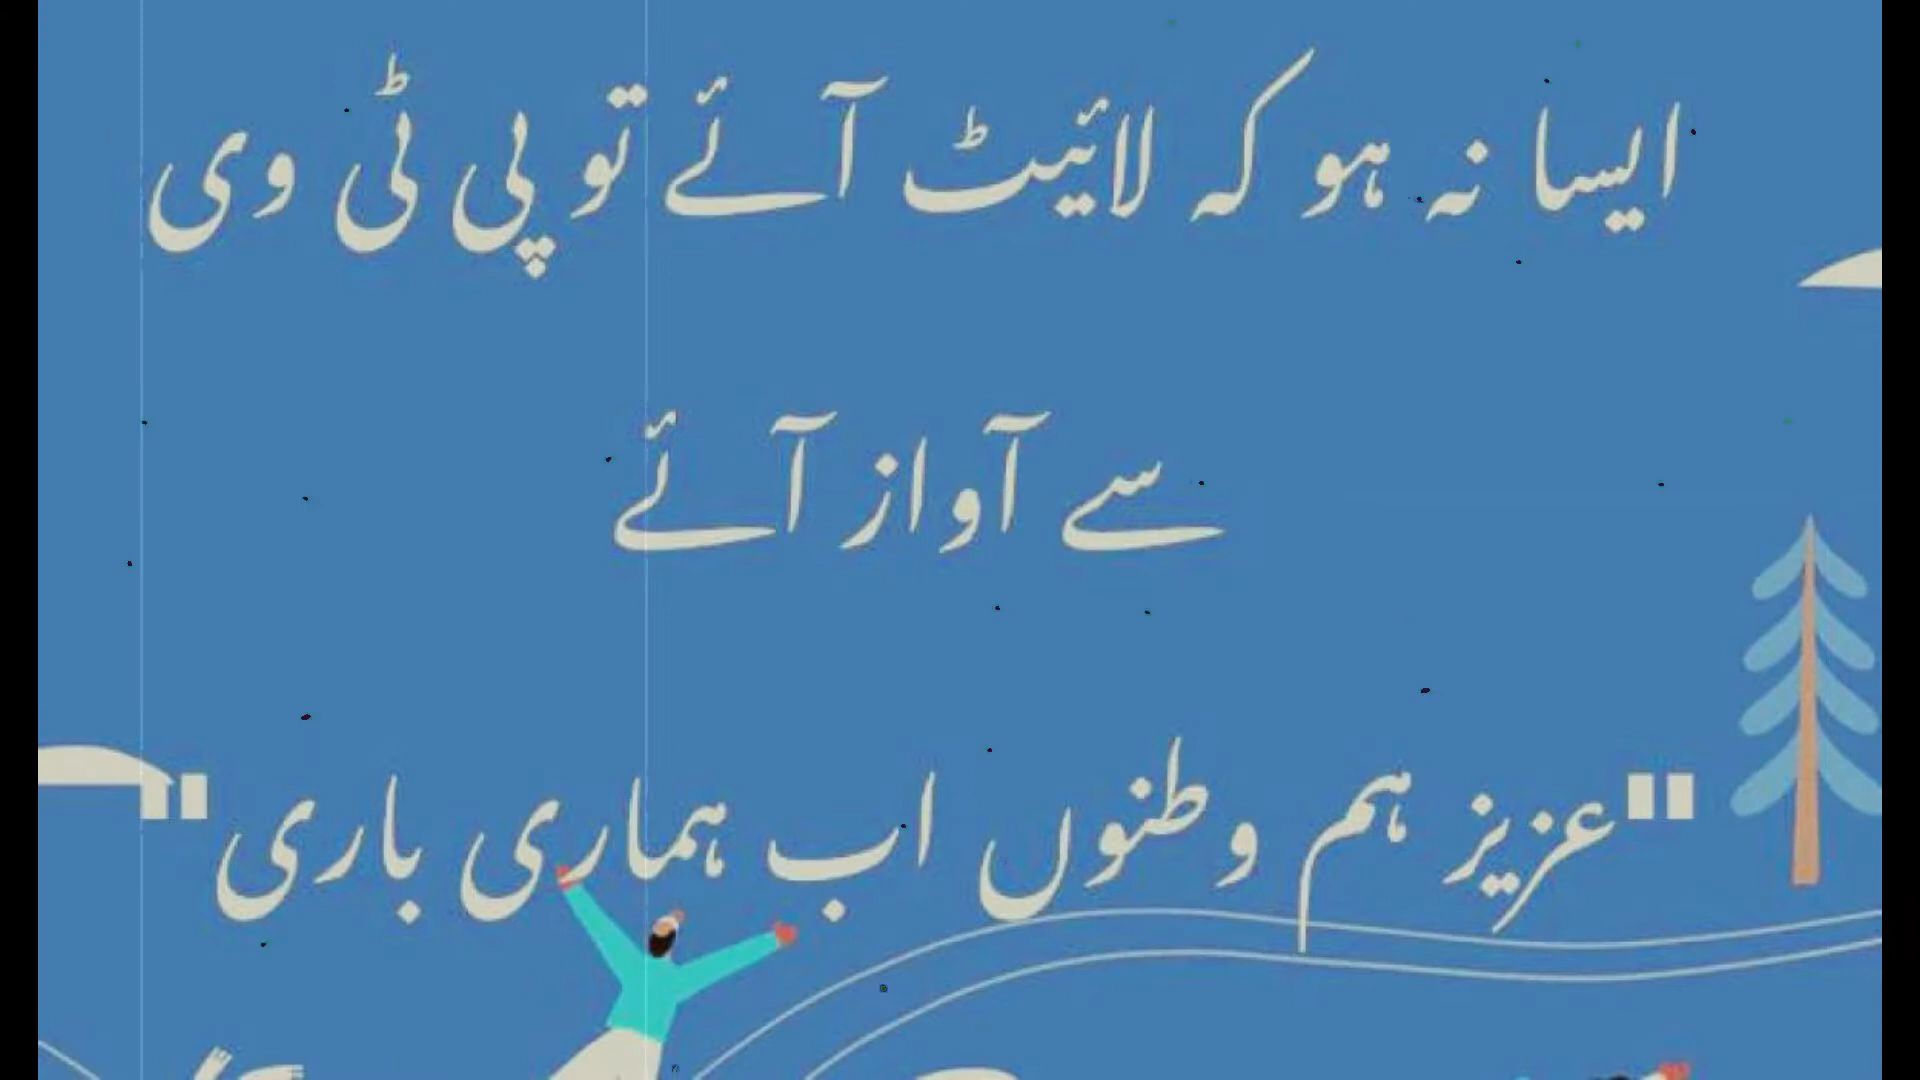 ایسا نہ ہو کہ لائیٹ آئے تو پی ٹی وی
سے آواز آئے
"عزیز ہم وطنوں اب ہماری باری"